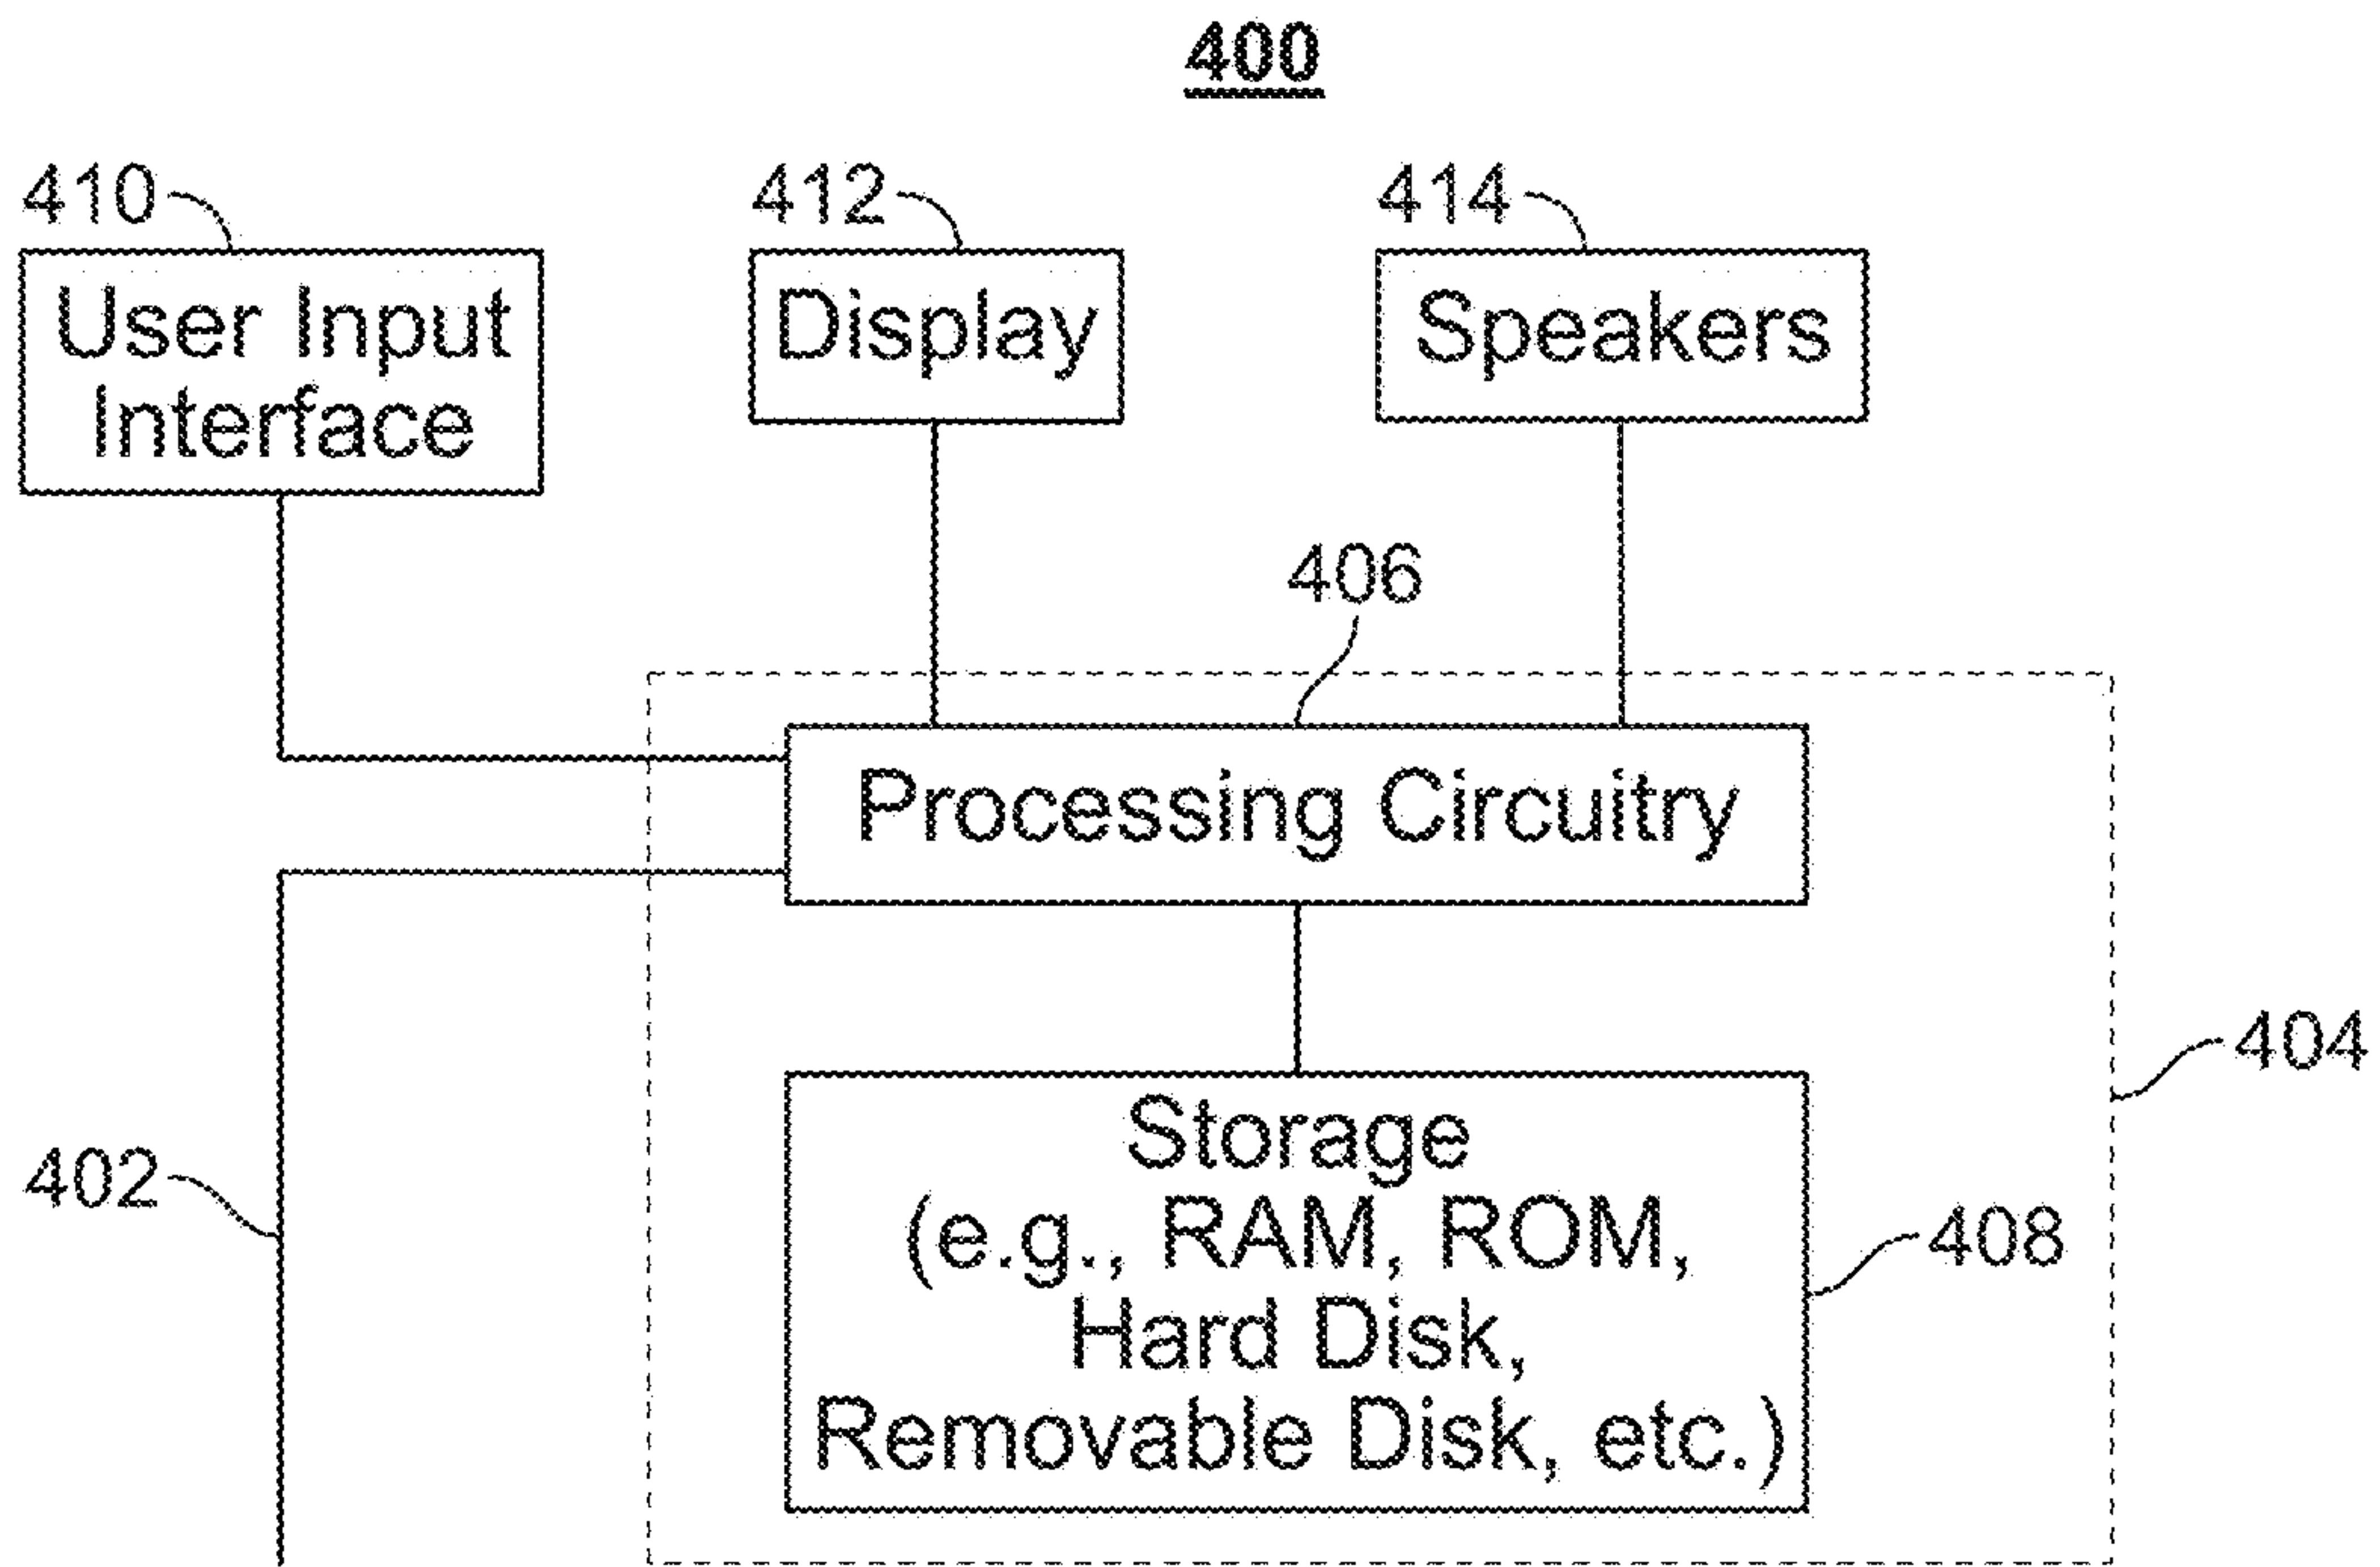 400
410
412
414
User Input
Interface
Display
Speakers
406
Processing Circuitry
404
402
Storage
(e.g., RAM, ROM,
Hard Disk,
Removable Disk, etc.)
408